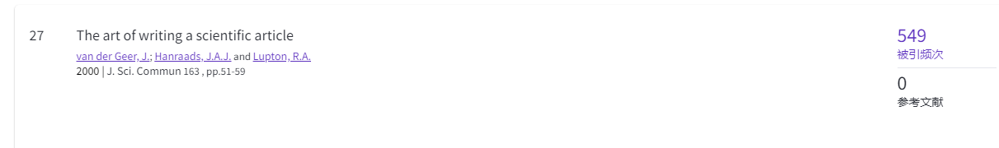 27
The art of writing a scientific article
van der Geer, J.; Hanraads, J.A.J. and Lupton, R.A.
2000 | J. Sci. Commun 163 , pp.51-59
549
被引频次
0
参考文献